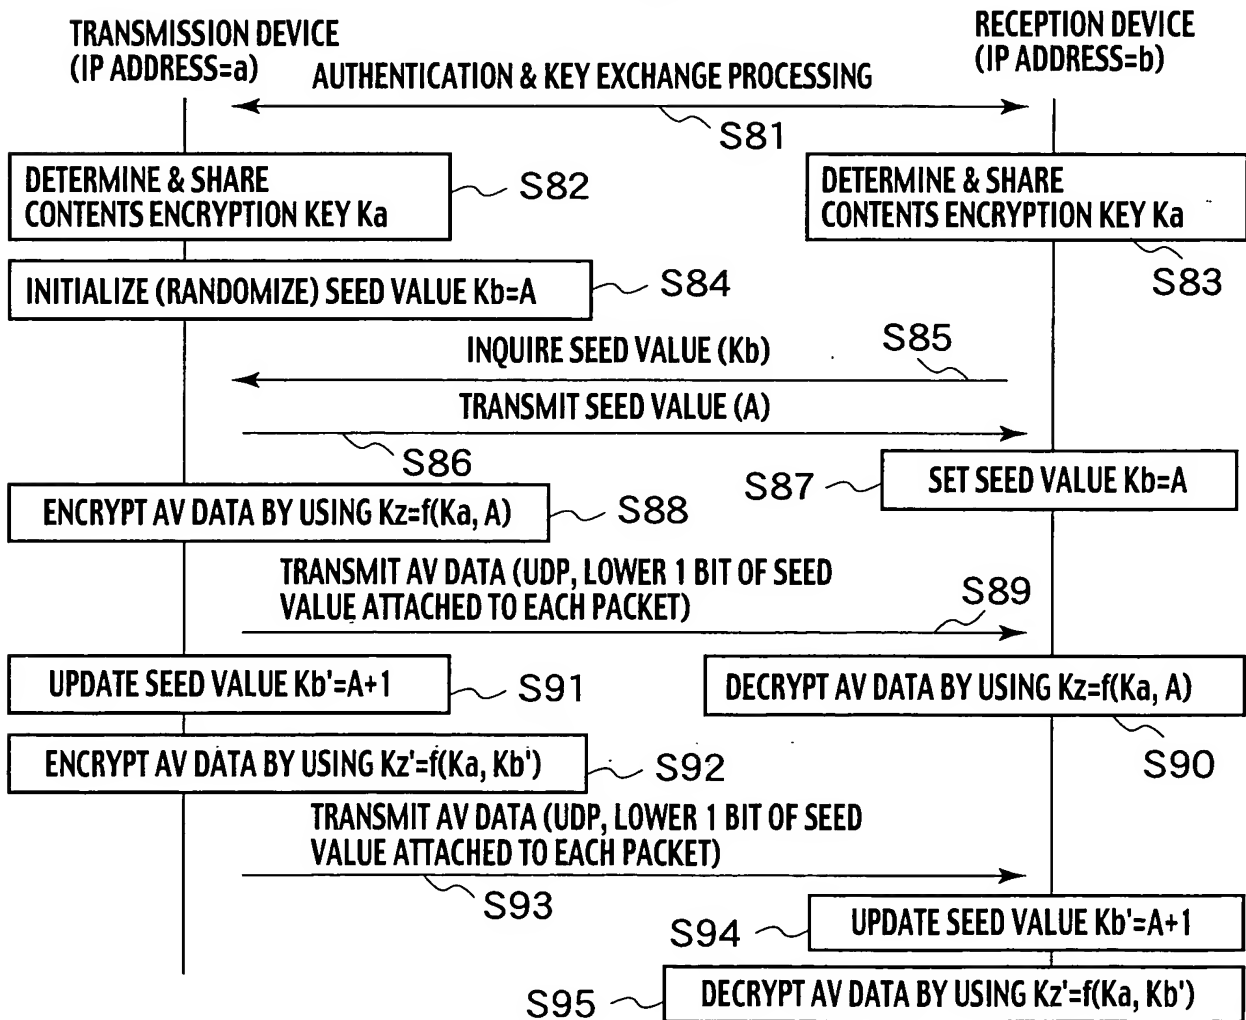 TRANSMISSION DEVICE
(IP ADDRESS=a)
RECEPTION DEVICE
(IP ADDRESS=b)
AUTHENTICATION & KEY EXCHANGE PROCESSING
S81
DETERMINE & SHARE
CONTENTS ENCRYPTION KEY Ka
S82
DETERMINE & SHARE
CONTENTS ENCRYPTION KEY Ka
S83
INITIALIZE (RANDOMIZE) SEED VALUE Kb=A
S84
INQUIRE SEED VALUE (Kb)
S85
TRANSMIT SEED VALUE (A)
S86
S87
SET SEED VALUE Kb=A
ENCRYPT AV DATA BY USING Kz=f(Ka, A)
S88
TRANSMIT AV DATA (UDP, LOWER 1 BIT OF SEED
VALUE ATTACHED TO EACH PACKET)
S89
UPDATE SEED VALUE Kb'=A+1
S91
DECRYPT AV DATA BY USING Kz=f(Ka, A)
S90
ENCRYPT AV DATA BY USING Kz'=f(Ka, Kb')
S92
TRANSMIT AV DATA (UDP, LOWER 1 BIT OF SEED
VALUE ATTACHED TO EACH PACKET)
S93
S94
UPDATE SEED VALUE Kb'=A+1
S95
DECRYPT AV DATA BY USING Kz'=f(Ka, Kb')